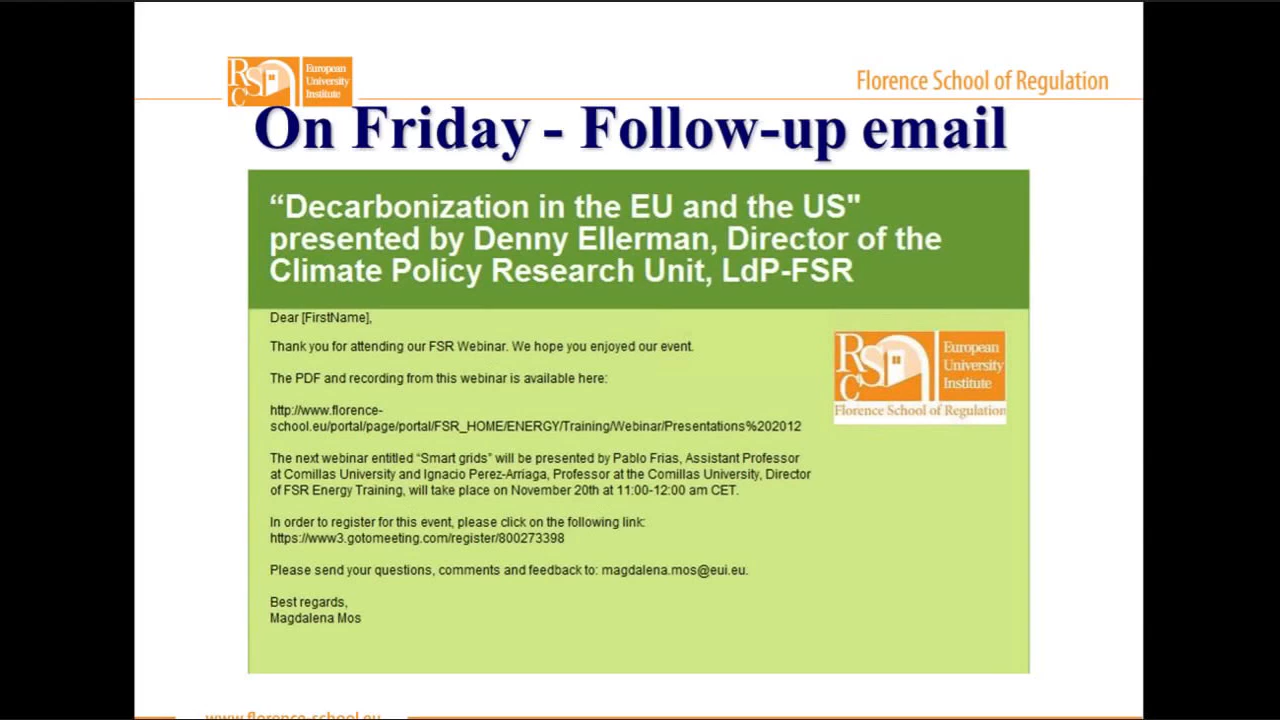 RSC
European
University
Institute
Florence School of Regulation
On Friday - Follow-up email
“Decarbonization in the EU and the US"
presented by Denny Ellerman, Director of the
Climate Policy Research Unit, LdP-FSR
Dear [FirstName],
Thank you for attending our FSR Webinar. We hope you enjoyed our event.
The PDF and recording from this webinar is available here:
http://www.florence-
school.eu/portal/page/portal/FSR_HOME/ENERGY/Training/Webinar/Presentations%202012
The next webinar entitled “Smart grids” will be presented by Pablo Frias, Assistant Professor
at Comillas University and Ignacio Perez-Arriaga, Professor at the Comillas University, Director
of FSR Energy Training, will take place on November 20th at 11:00-12:00 am CET.
In order to register for this event, please click on the following link:
https://www3.gotomeeting.com/register/800273398
Please send your questions, comments and feedback to: magdalena.mos@eui.eu.
Best regards,
Magdalena Mos
RSC
European
University
Institute
Florence School of Regulation
www.florence-school.eu